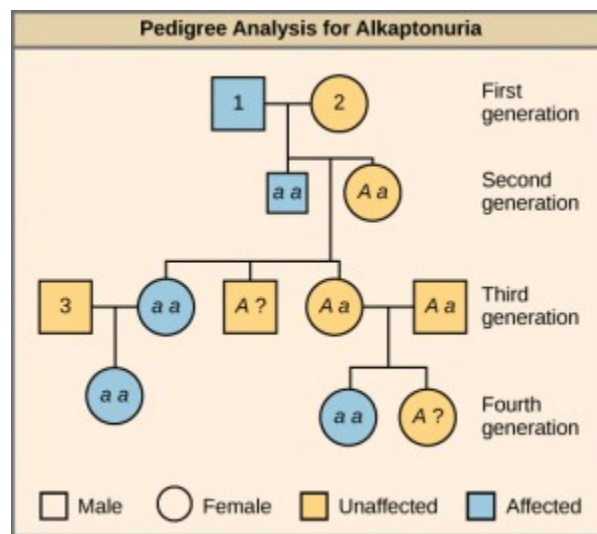 Pedigree Analysis for Alkaptonuria
1 2 First
generation
a a A a Second
generation
3 a a A ? A a A a Third
generation
a a a a A ? Fourth
generation
Male Female Unaffected Affected